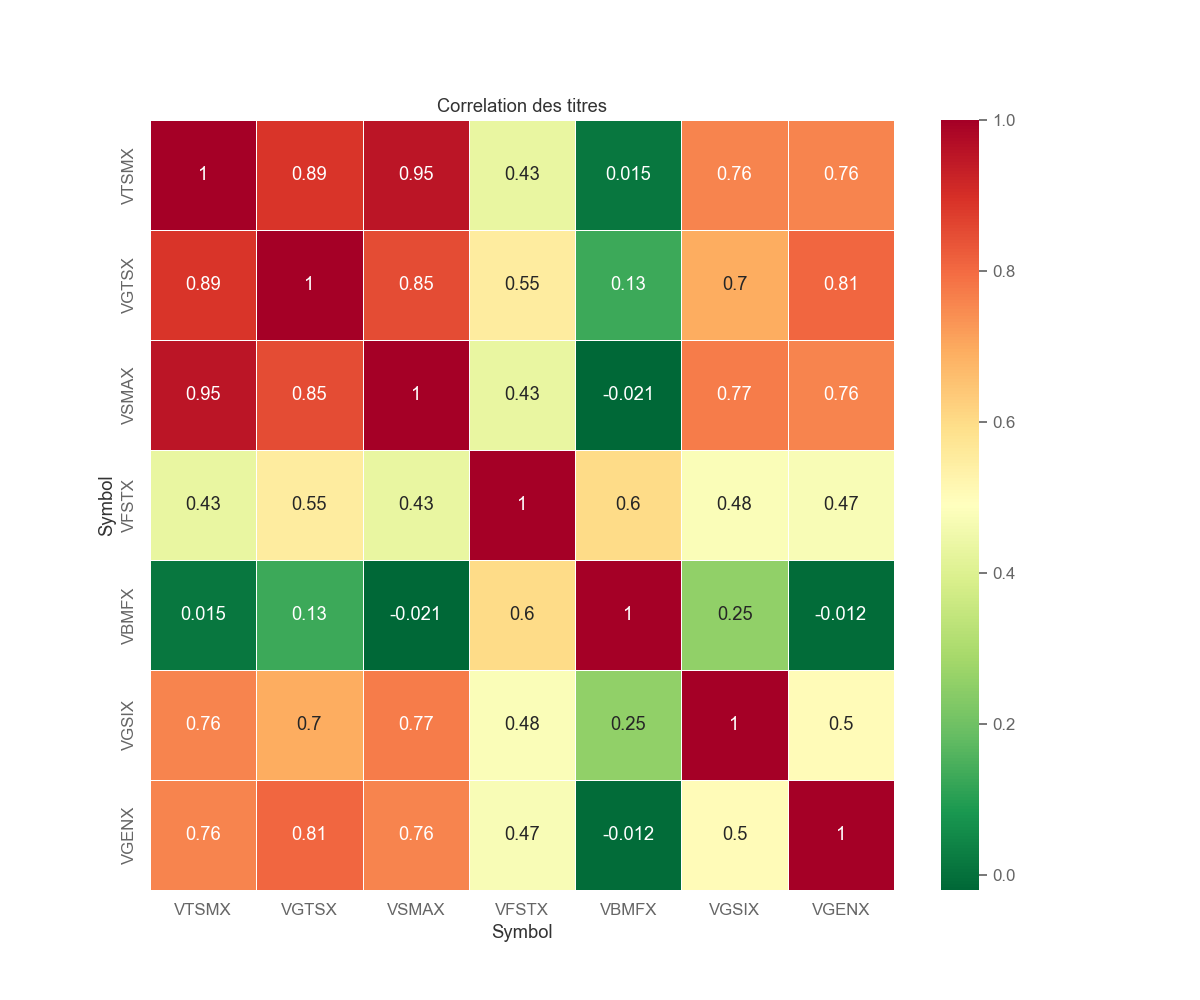 Correlation des titres
VTSMX 1 0.89 0.95 0.43 0.015 0.76 0.76
VGTSX 0.89 1 0.85 0.55 0.13 0.7 0.81
VSMAX 0.95 0.85 1 0.43 -0.021 0.77 0.76
Symbol
VFSTX 0.43 0.55 0.43 1 0.6 0.48 0.47
VBMFX 0.015 0.13 -0.021 0.6 1 0.25 -0.012
VGSIX 0.76 0.7 0.77 0.48 0.25 1 0.5
VGENX 0.76 0.81 0.76 0.47 -0.012 0.5 1
VTSMX VGTSX VSMAX VFSTX VBMFX VGSIX VGENX
Symbol
1.0
0.8
0.6
0.4
0.2
0.0